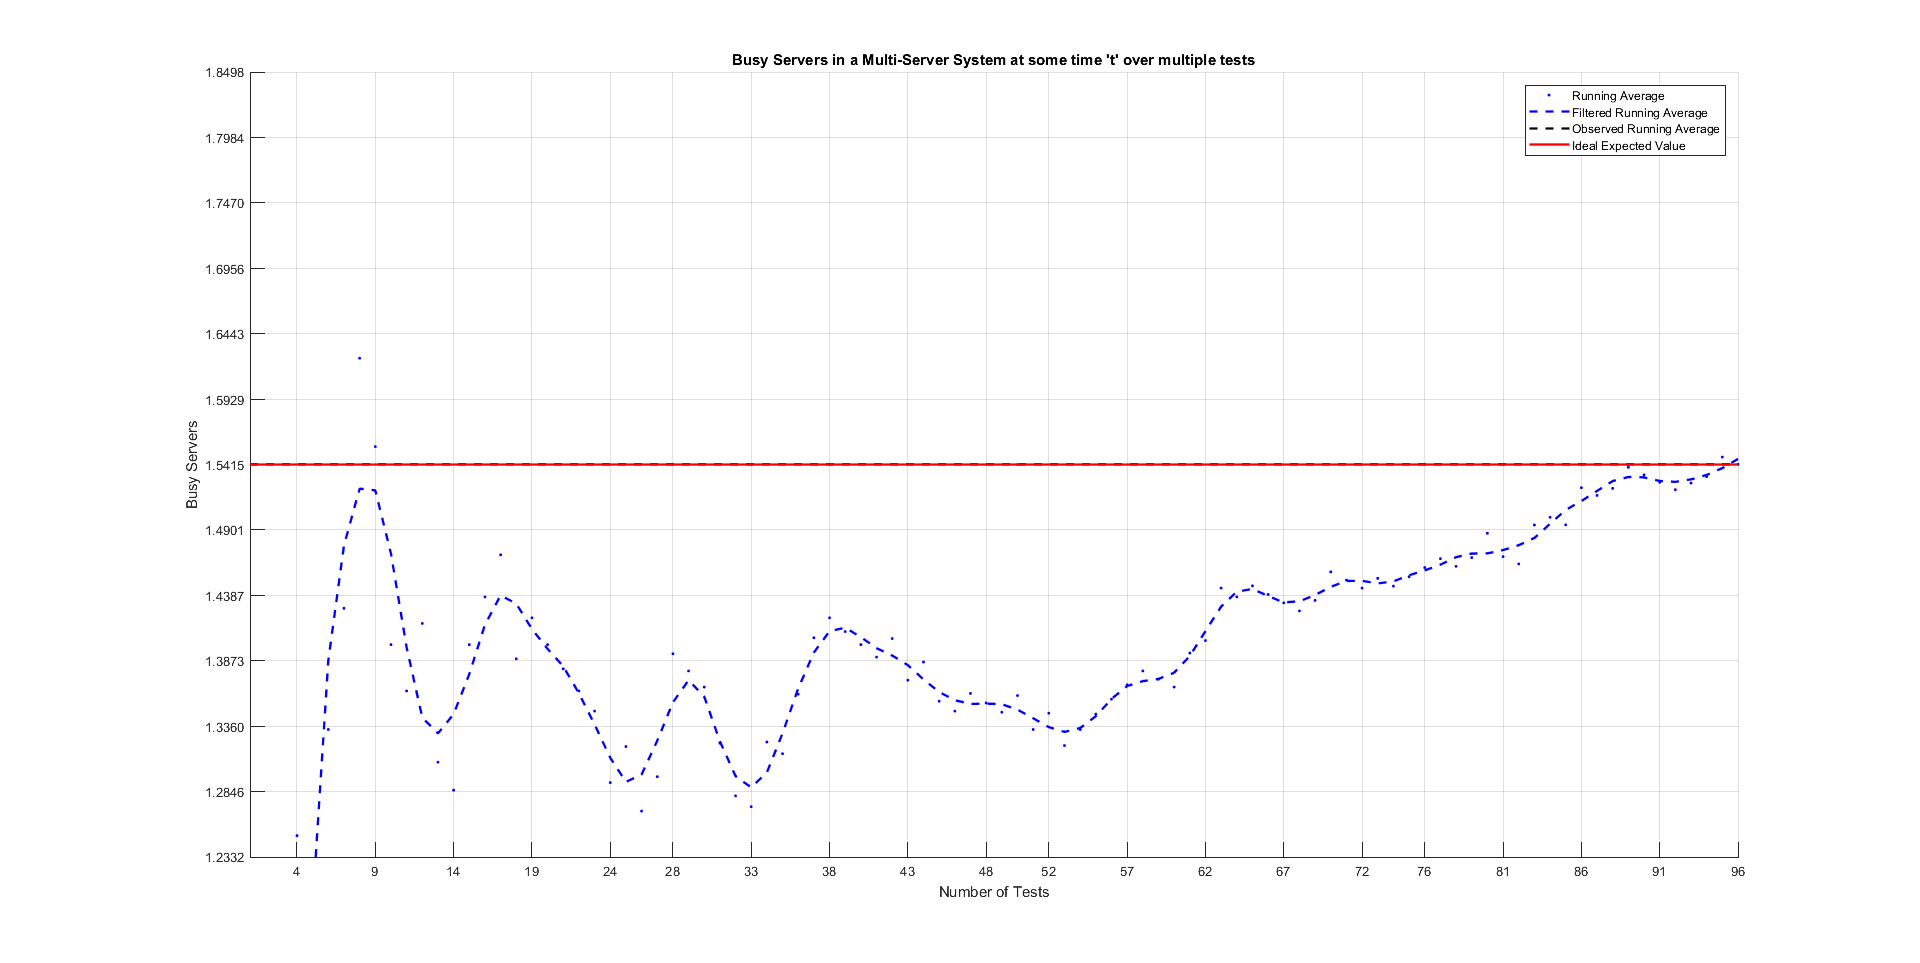 Busy Servers in a Multi-Server System at some time 't' over multiple tests
Running Average
Filtered Running Average
Observed Running Average
Ideal Expected Value
Busy Servers
1.8498
1.7984
1.7470
1.6956
1.6443
1.5929
1.5415
1.4901
1.4387
1.3873
1.3360
1.2846
1.2332
4 9 14 19 24 28 33 38 43 48 52 57 62 67 72 76 81 86 91 96
Number of Tests